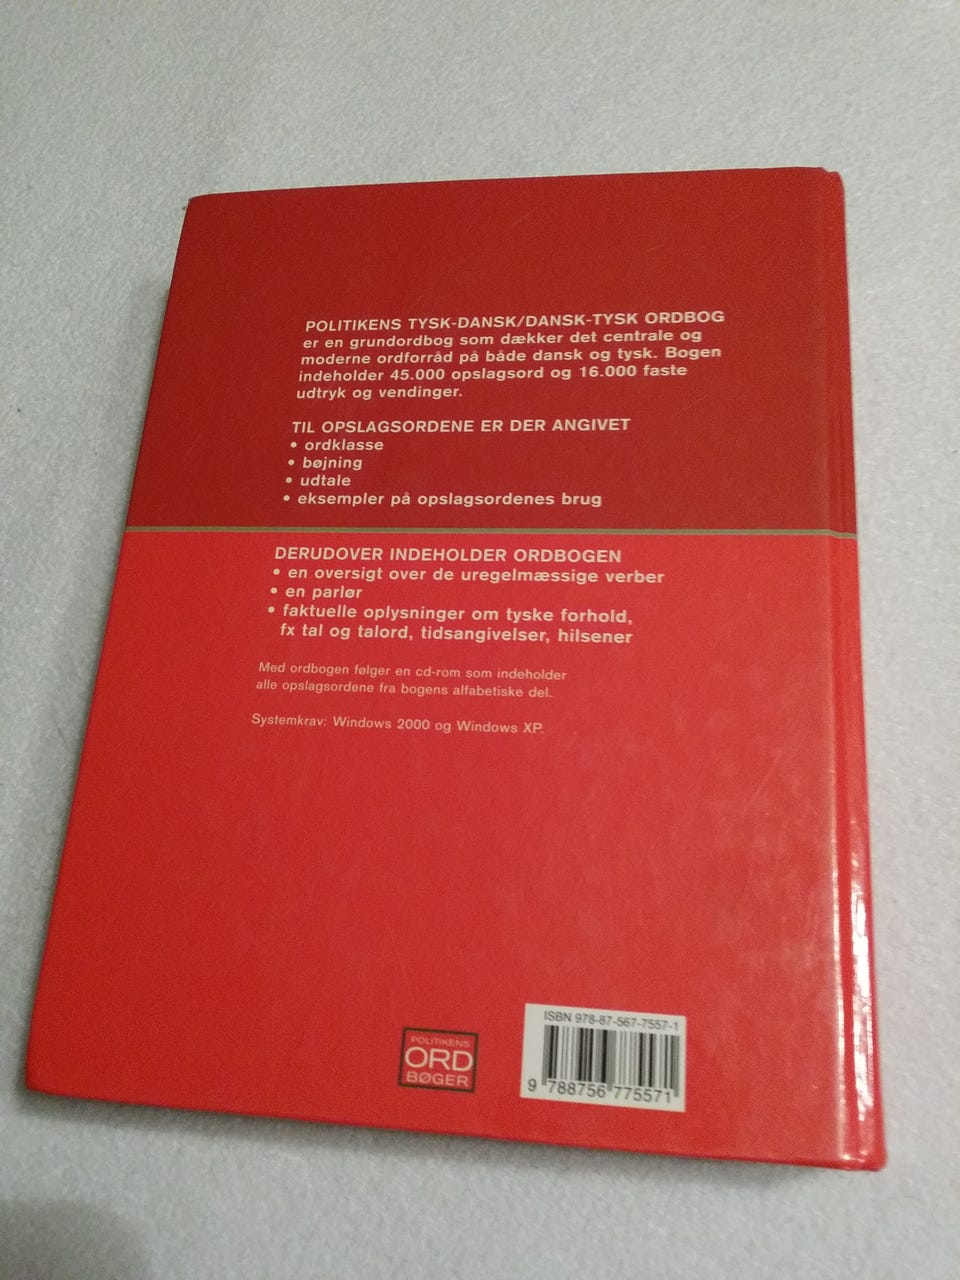 POLITIKENS TYSK-DANSK/DANSK-TYSK ORDBOG
er en grundordbog som dækker det centrale og
moderne ordforråd på både dansk og tysk. Bogen
indeholder 45.000 opslagsord og 16.000 faste
udtryk og vendinger.
TIL OPSLAGSORDENE ER DER ANGIVET
• ordklasse
• bøjning
• udtale
• eksempler på opslagsordenes brug
DERUDOVER INDEHOLDER ORDBOGEN
• en oversigt over de uregelmæssige verber
• en parlør
• faktuelle oplysninger om tyske forhold,
fx tal og talord, tidsangivelser, hilsener
Med ordbogen følger en cd-rom som indeholder
alle opslagsordene fra bogens alfabetiske del.
Systemkrav: Windows 2000 og Windows XP.
POLITIKENS
ORD
BØGER
ISBN 978-87-567-7557-1
9 788756 775571